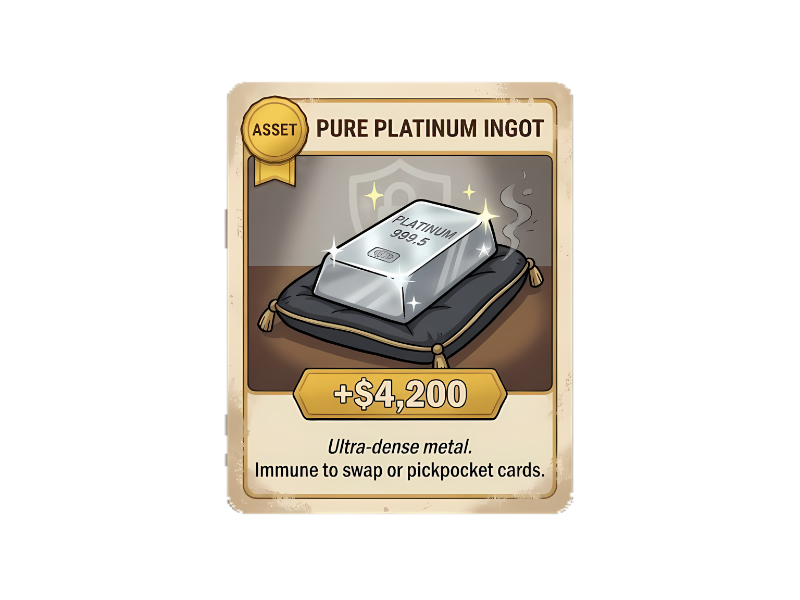 ASSET
PURE PLATINUM INGOT
PLATINUM
999.5
+$4,200
Ultra-dense metal.
Immune to swap or pickpocket cards.